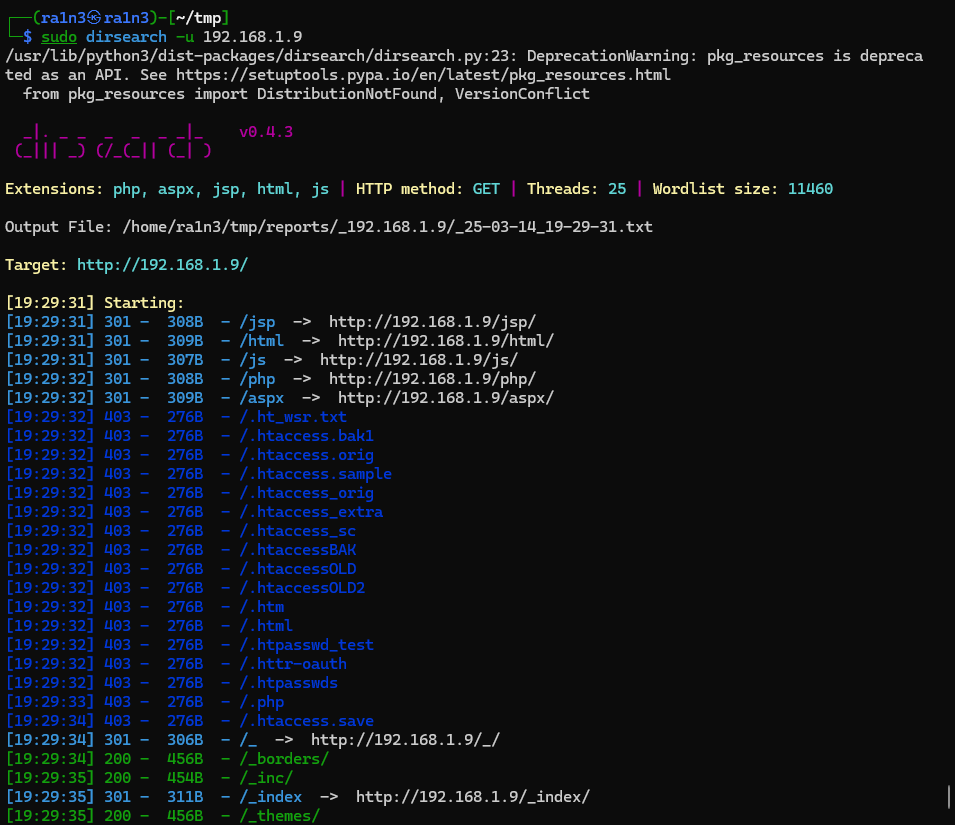 ┌──(ra1n3㉿ra1n3)-[~/tmp]
└─$ sudo dirsearch -u 192.168.1.9
/usr/lib/python3/dist-packages/dirsearch/dirsearch.py:23: DeprecationWarning: pkg_resources is depreca
ted as an API. See https://setuptools.pypa.io/en/latest/pkg_resources.html
  from pkg_resources import DistributionNotFound, VersionConflict
  _|. _ _  _  _  _ _|_    v0.4.3
 (_||| _) (/_(_|| (_| )
Extensions: php, aspx, jsp, html, js | HTTP method: GET | Threads: 25 | Wordlist size: 11460
Output File: /home/ra1n3/tmp/reports/_192.168.1.9/_25-03-14_19-29-31.txt
Target: http://192.168.1.9/
[19:29:31] Starting:
[19:29:31] 301 -  308B  - /jsp  ->  http://192.168.1.9/jsp/
[19:29:31] 301 -  309B  - /html  ->  http://192.168.1.9/html/
[19:29:31] 301 -  307B  - /js  ->  http://192.168.1.9/js/
[19:29:32] 301 -  308B  - /php  ->  http://192.168.1.9/php/
[19:29:32] 301 -  309B  - /aspx  ->  http://192.168.1.9/aspx/
[19:29:32] 403 -  276B  - /.ht_wsr.txt
[19:29:32] 403 -  276B  - /.htaccess.bak1
[19:29:32] 403 -  276B  - /.htaccess.orig
[19:29:32] 403 -  276B  - /.htaccess.sample
[19:29:32] 403 -  276B  - /.htaccess_orig
[19:29:32] 403 -  276B  - /.htaccess_extra
[19:29:32] 403 -  276B  - /.htaccess_sc
[19:29:32] 403 -  276B  - /.htaccessBAK
[19:29:32] 403 -  276B  - /.htaccessOLD
[19:29:32] 403 -  276B  - /.htaccessOLD2
[19:29:32] 403 -  276B  - /.htm
[19:29:32] 403 -  276B  - /.html
[19:29:32] 403 -  276B  - /.htpasswd_test
[19:29:32] 403 -  276B  - /.httr-oauth
[19:29:32] 403 -  276B  - /.htpasswds
[19:29:33] 403 -  276B  - /.php
[19:29:34] 403 -  276B  - /.htaccess.save
[19:29:34] 301 -  306B  - /_  ->  http://192.168.1.9/_/
[19:29:34] 200 -  456B  - /_borders/
[19:29:35] 200 -  454B  - /_inc/
[19:29:35] 301 -  311B  - /_index  ->  http://192.168.1.9/_index/
[19:29:35] 200 -  456B  - /_themes/